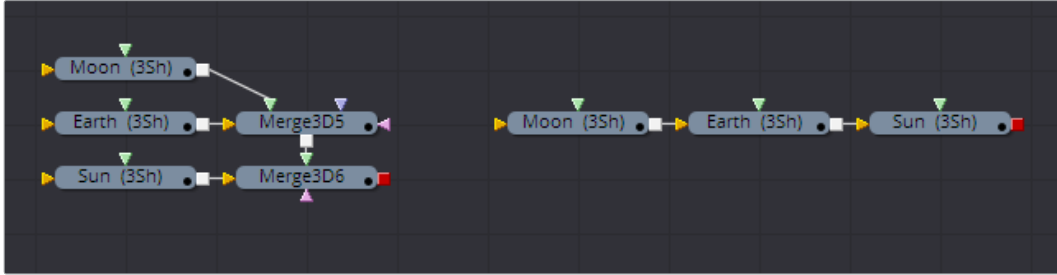 Moon (3Sh)
Earth (3Sh) Merge3D5 Moon (3Sh) Earth (3Sh) Sun (3Sh)
Sun (3Sh) Merge3D6